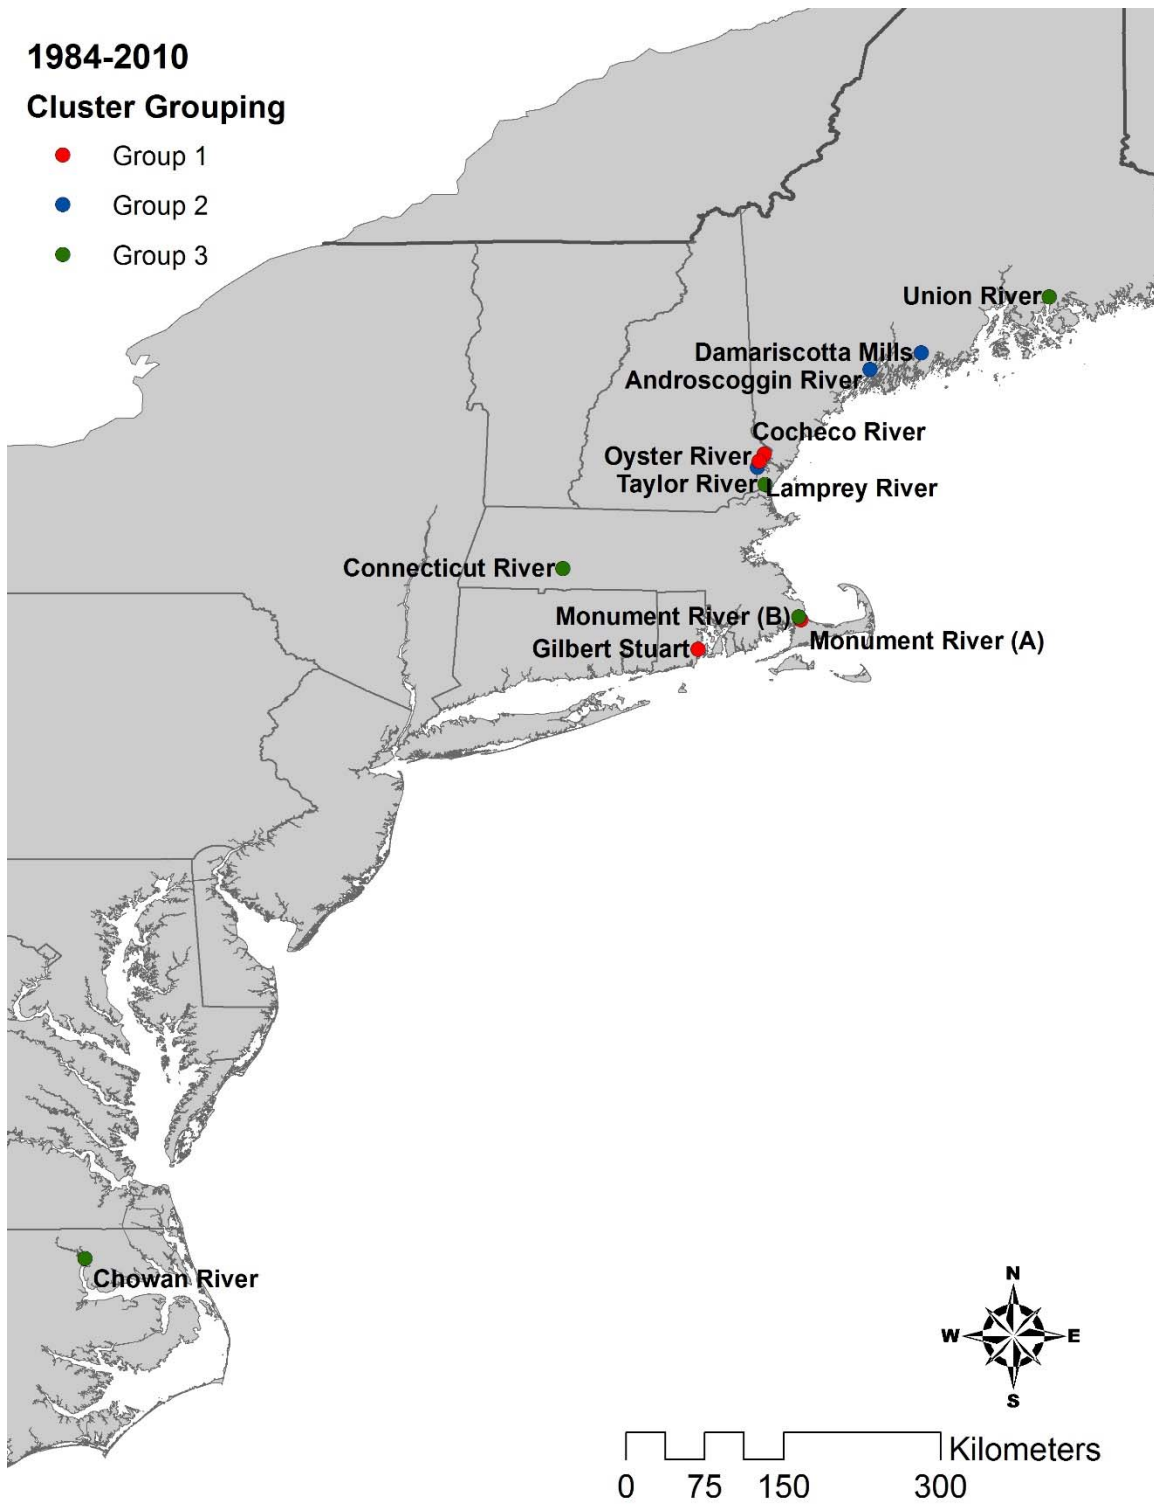 1984-2010
Cluster Grouping
Group 1
Group 2
Group 3
Union River
Damariscotta Mills
Androscoggin River
Cocheco River
Oyster River
Taylor River
Lamprey River
Connecticut River
Monument River (B)
Monument River (A)
Gilbert Stuart
Chowan River
N
W E
S
Kilometers
0 75 150 300